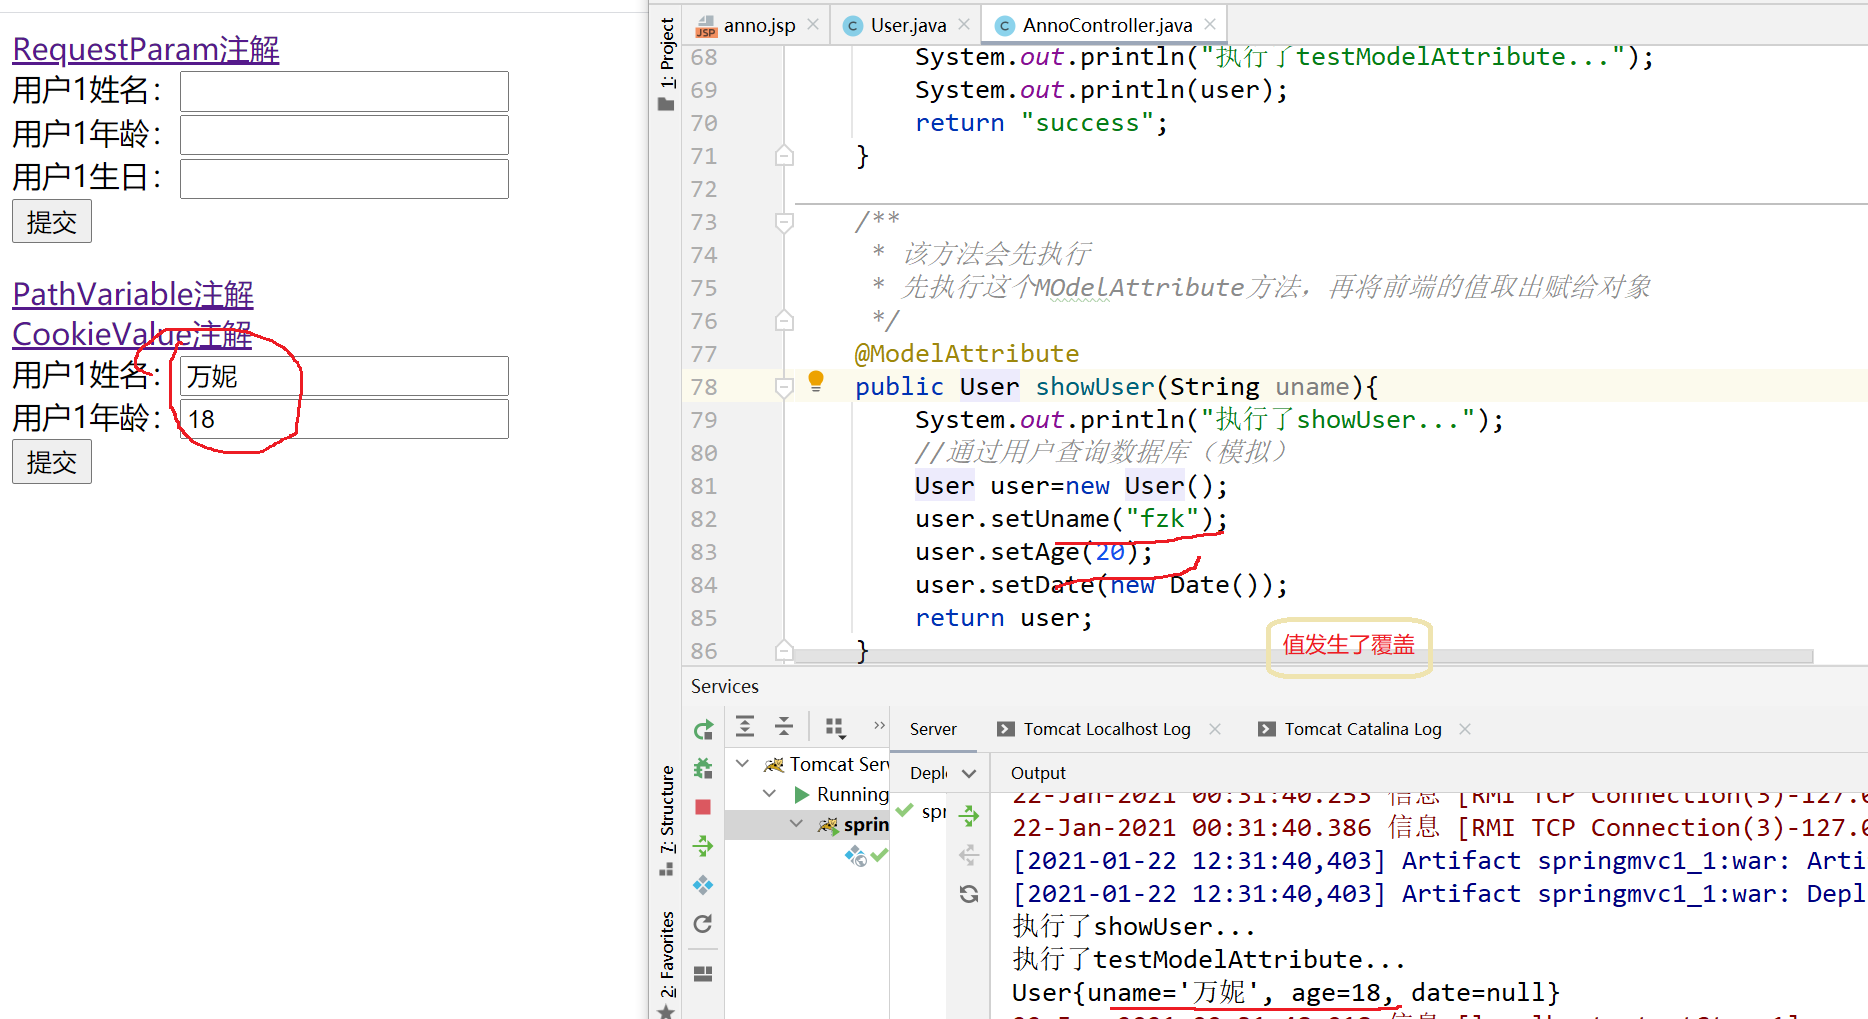 RequestParam注解
用户1姓名：
用户1年龄：
用户1生日：
提交
PathVariable注解
CookieValue注解
用户1姓名： 万妮
用户1年龄： 18
提交
1: Project
anno.jsp
User.java
AnnoController.java
68 System.out.println("执行了testModelAttribute...");
69 System.out.println(user);
70 return "success";
71 }
72
73 /**
74 * 该方法会先执行
75 * 先执行这个MOdelAttribute方法，再将前端的值取出赋给对象
76 */
77 @ModelAttribute
78 public User showUser(String uname){
79 System.out.println("执行了showUser...");
80 //通过用户查询数据库（模拟）
81 User user=new User();
82 user.setUname("fzk");
83 user.setAge(20);
84 user.setDate(new Date());
85 return user;
86 }
值发生了覆盖
Services
Server
Tomcat Localhost Log
Tomcat Catalina Log
Tomcat Serv
Running
sprin
Deplo
spr
Output
22-Jan-2021 00:31:40.253 信息 [RMI TCP Connection(3)-127.0
22-Jan-2021 00:31:40.386 信息 [RMI TCP Connection(3)-127.0
[2021-01-22 12:31:40,403] Artifact springmvc1_1:war: Arti
[2021-01-22 12:31:40,403] Artifact springmvc1_1:war: Depl
执行了showUser...
执行了testModelAttribute...
User{uname='万妮', age=18, date=null}
7: Structure
2: Favorites